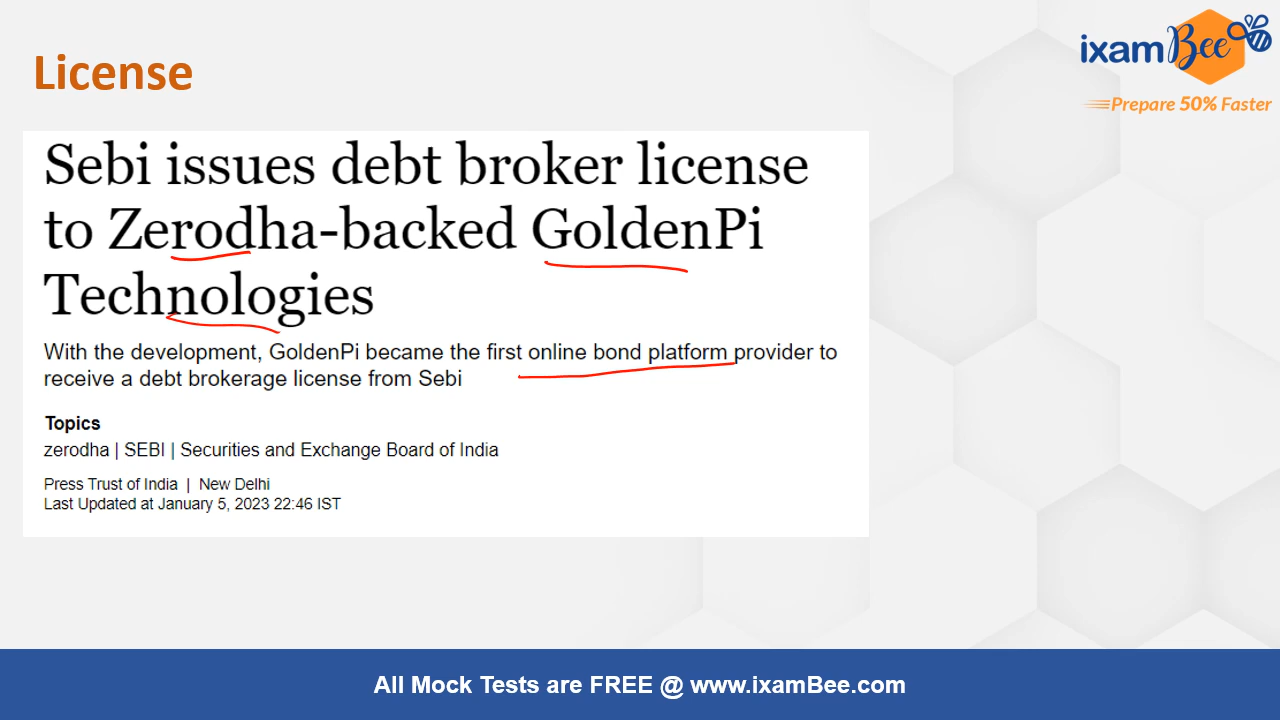 License
ixamBee
Prepare 50% Faster
Sebi issues debt broker license
to Zerodha-backed GoldenPi
Technologies
With the development, GoldenPi became the first online bond platform provider to
receive a debt brokerage license from Sebi
Topics
zerodha | SEBI | Securities and Exchange Board of India
Press Trust of India | New Delhi
Last Updated at January 5, 2023 22:46 IST
All Mock Tests are FREE @ www.ixamBee.com